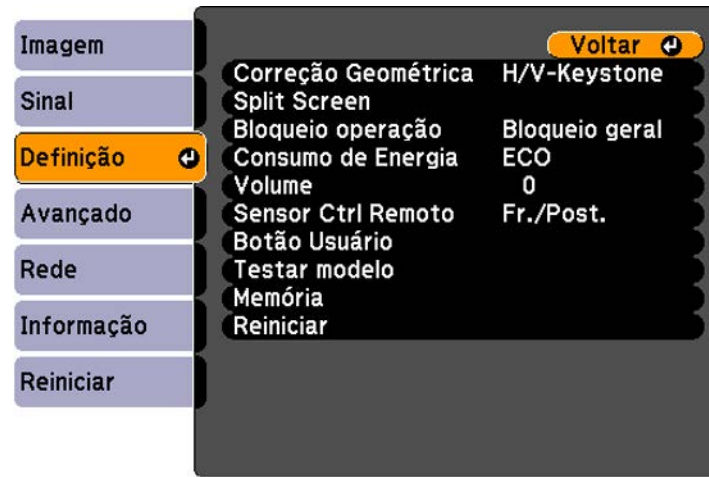 Imagem
Sinal
Definição
Avançado
Rede
Informação
Reiniciar
Voltar
Correção Geométrica H/V-Keystone
Split Screen
Bloqueio operação Bloqueio geral
Consumo de Energia ECO
Volume 0
Sensor Ctrl Remoto Fr./Post.
Botão Usuário
Testar modelo
Memória
Reiniciar